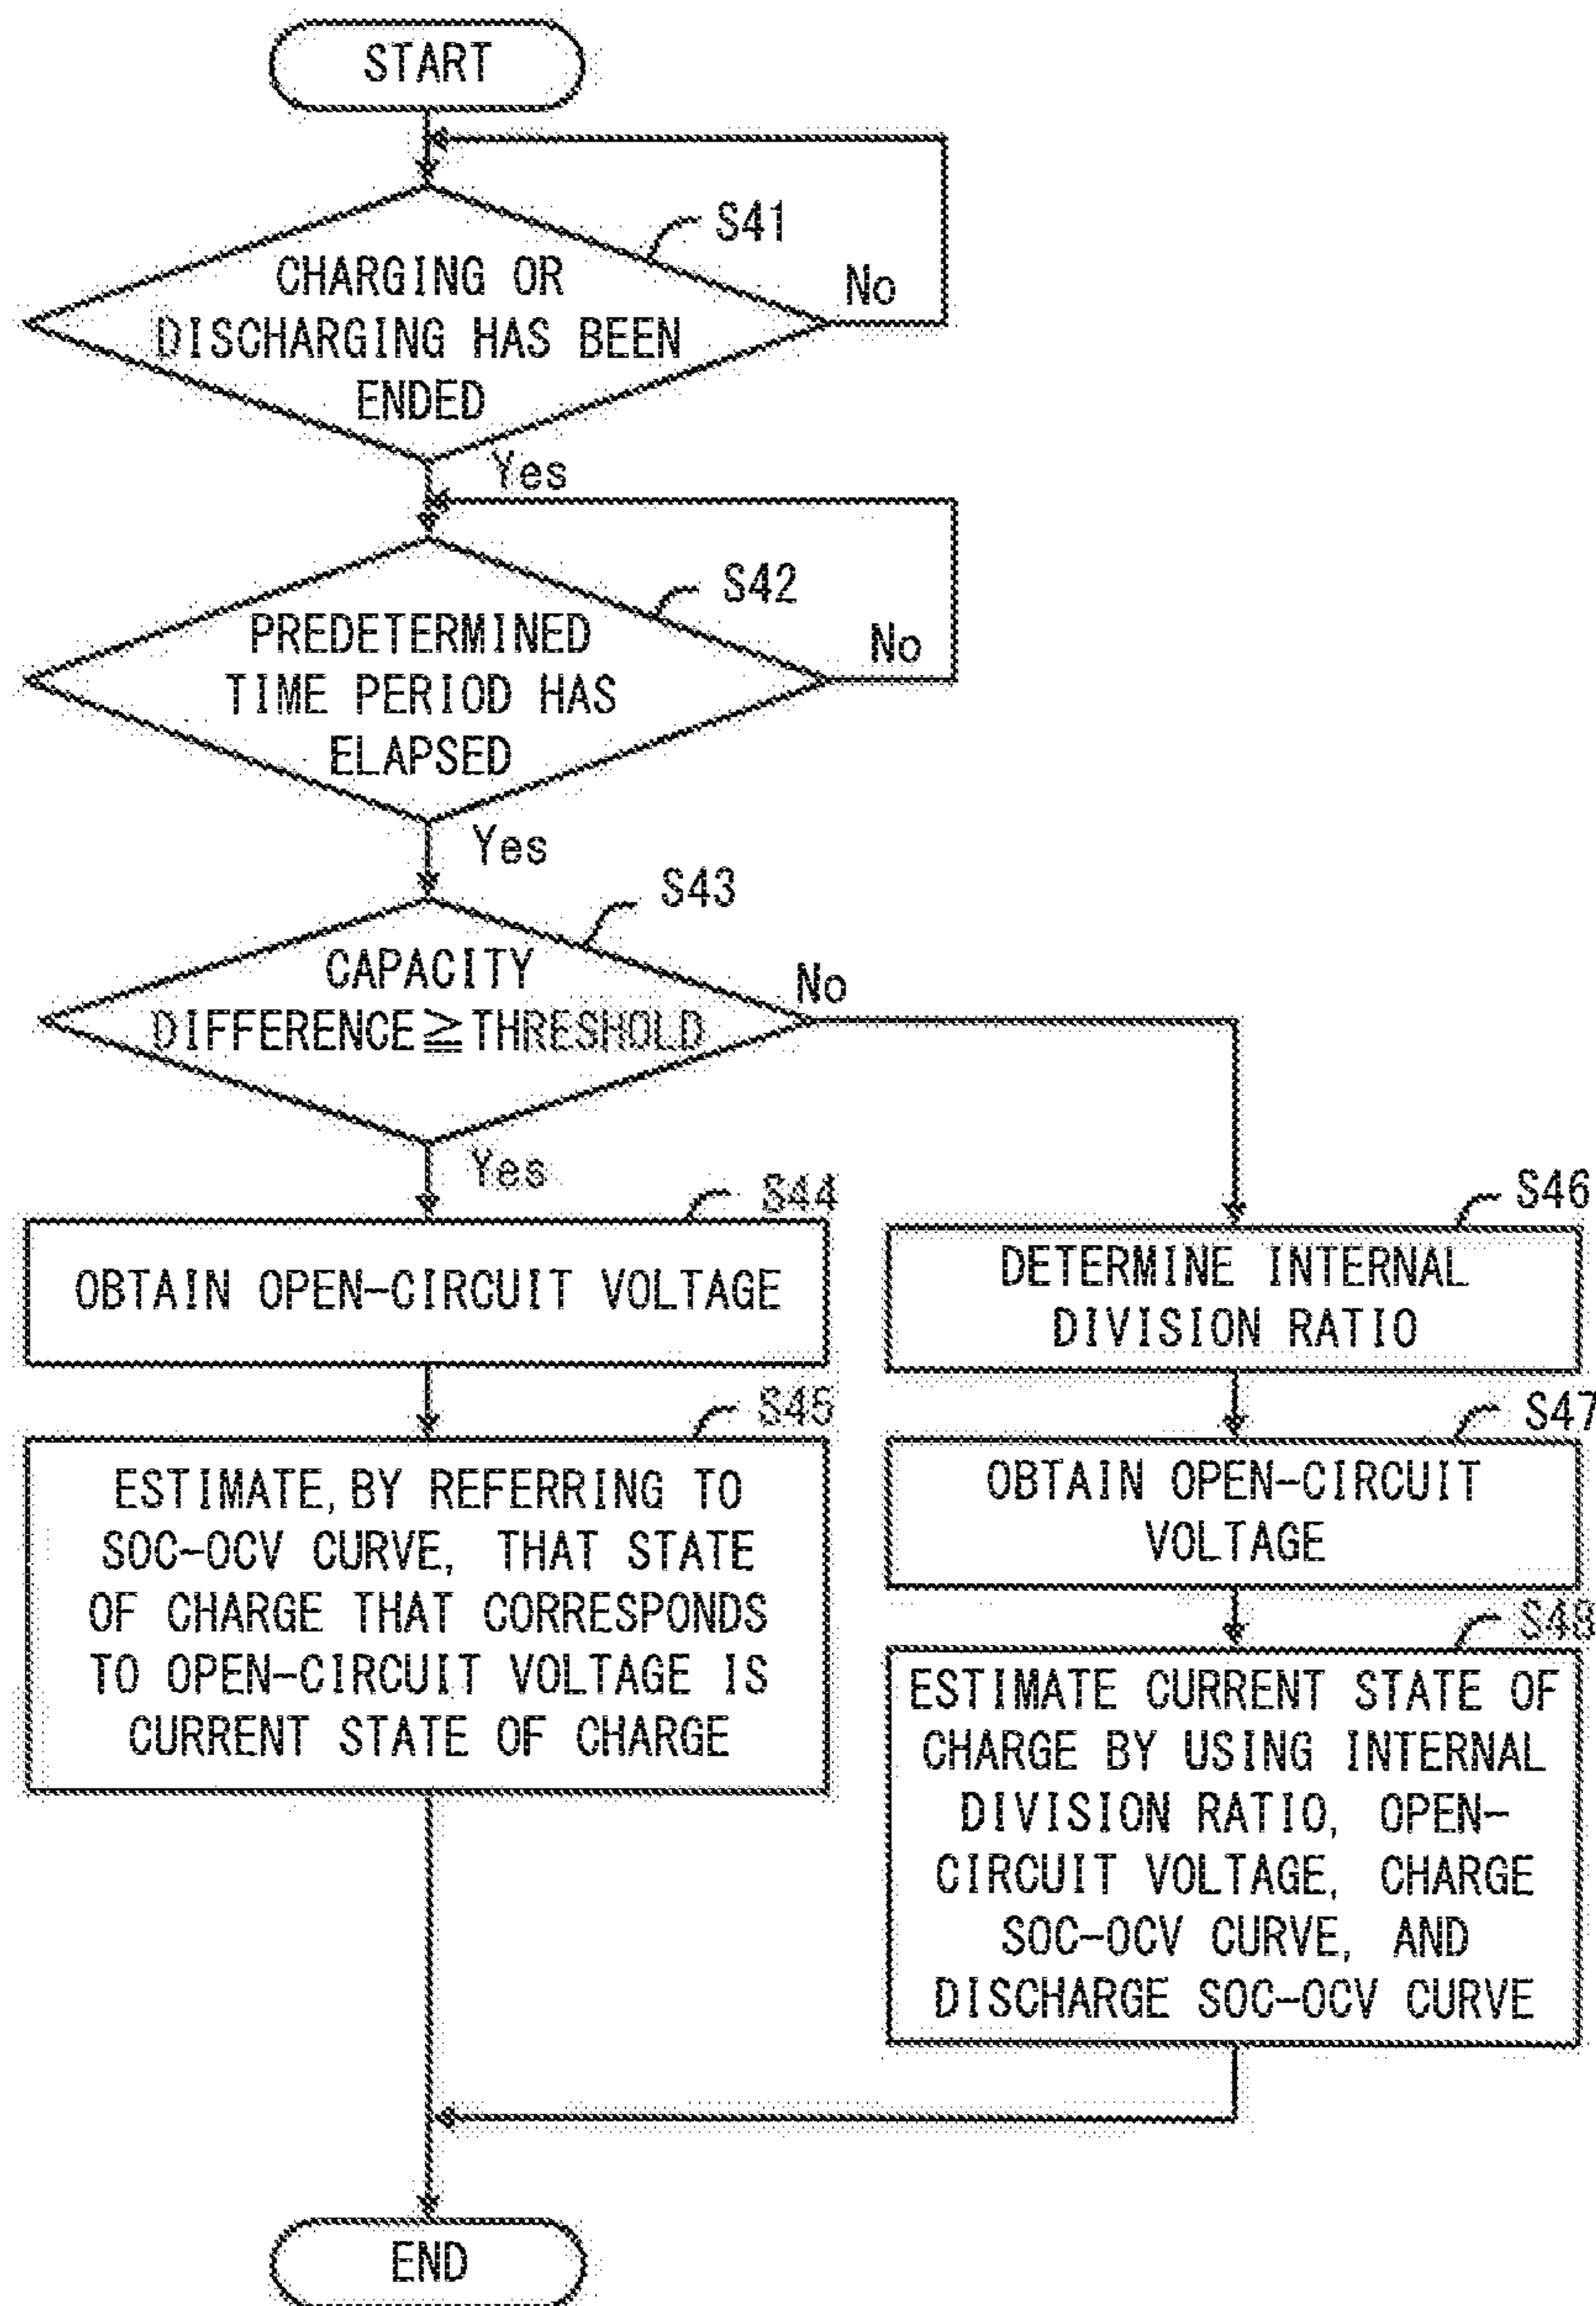 START
S41
CHARGING OR
DISCHARGING HAS BEEN
ENDED
No
Yes
S42
PREDETERMINED
TIME PERIOD HAS
ELAPSED
No
Yes
S43
CAPACITY
DIFFERENCE≧THRESHOLD
No
Yes
S44
OBTAIN OPEN-CIRCUIT VOLTAGE
S45
ESTIMATE, BY REFERRING TO
SOC-OCV CURVE, THAT STATE
OF CHARGE THAT CORRESPONDS
TO OPEN-CIRCUIT VOLTAGE IS
CURRENT STATE OF CHARGE
S46
DETERMINE INTERNAL
DIVISION RATIO
S47
OBTAIN OPEN-CIRCUIT
VOLTAGE
S48
ESTIMATE CURRENT STATE OF
CHARGE BY USING INTERNAL
DIVISION RATIO, OPEN-
CIRCUIT VOLTAGE, CHARGE
SOC-OCV CURVE, AND
DISCHARGE SOC-OCV CURVE
END